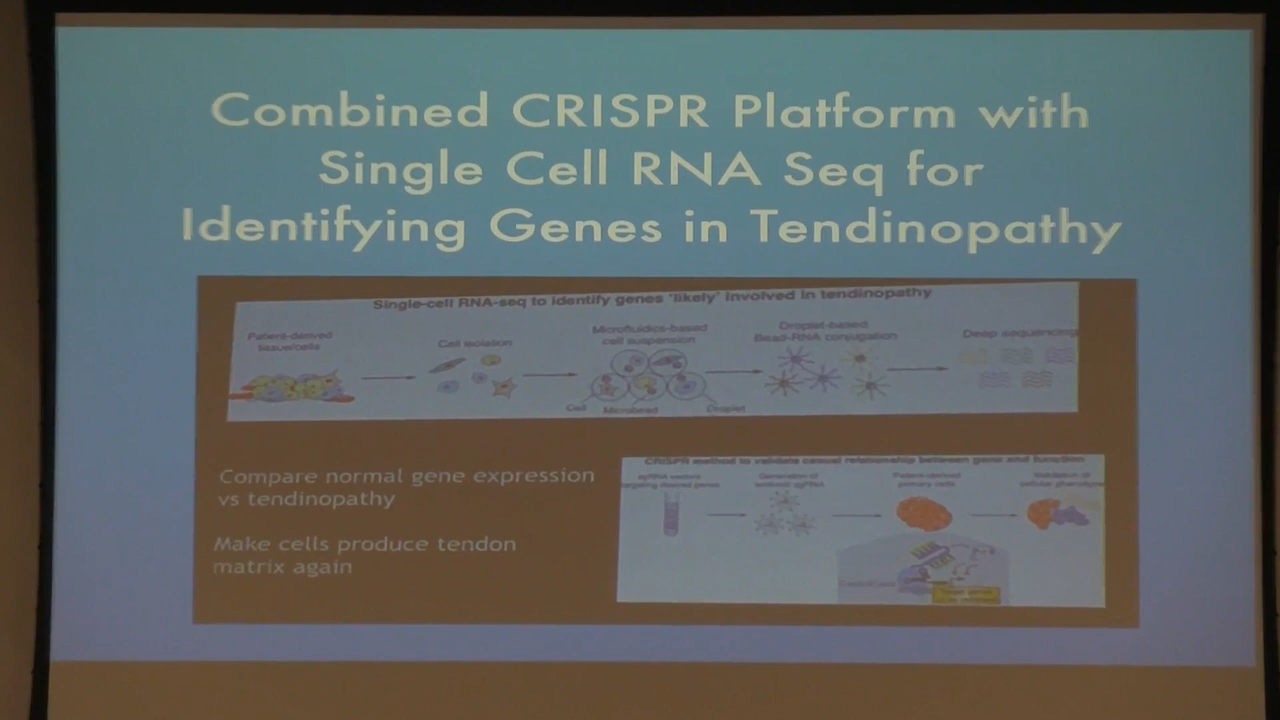 Combined CRISPR Platform with
Single Cell RNA Seq for
Identifying Genes in Tendinopathy
Single-cell RNA-seq to identify genes 'likely' involved in tendinopathy
Patient-derived
tissue/cells
Cell isolation
Microfluidics-based
cell suspension
Droplet-based
Bead-RNA conjugation
Deep sequencing
Cell
Microbead
Droplet
Compare normal gene expression
vs tendinopathy
Make cells produce tendon
matrix again
CRISPR method to validate casual relationship between gene and function
targeting desired genes
Generation of
Patient-derived
primary cells
Validation of
cellular phenotype
Target genes